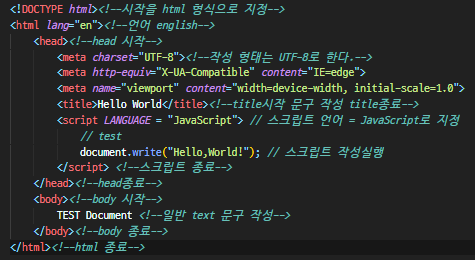 <!DOCTYPE html><!--시작을 html 형식으로 지정-->
<html lang="en"><!--언어 english-->
<head><!--head 시작-->
<meta charset="UTF-8"><!--작성 형태는 UTF-8로 한다.-->
<meta http-equiv="X-UA-Compatible" content="IE=edge">
<meta name="viewport" content="width=device-width, initial-scale=1.0">
<title>Hello World</title><!--title시작 문구 작성 title종료-->
<script LANGUAGE = "JavaScript"> // 스크립트 언어 = JavaScript로 지정
// test
document.write("Hello,World!"); // 스크립트 작성실행
</script> <!--스크립트 종료-->
</head><!--head종료-->
<body><!--body 시작-->
TEST Document <!--일반 text 문구 작성-->
</body><!--body 종료-->
</html><!--html 종료-->